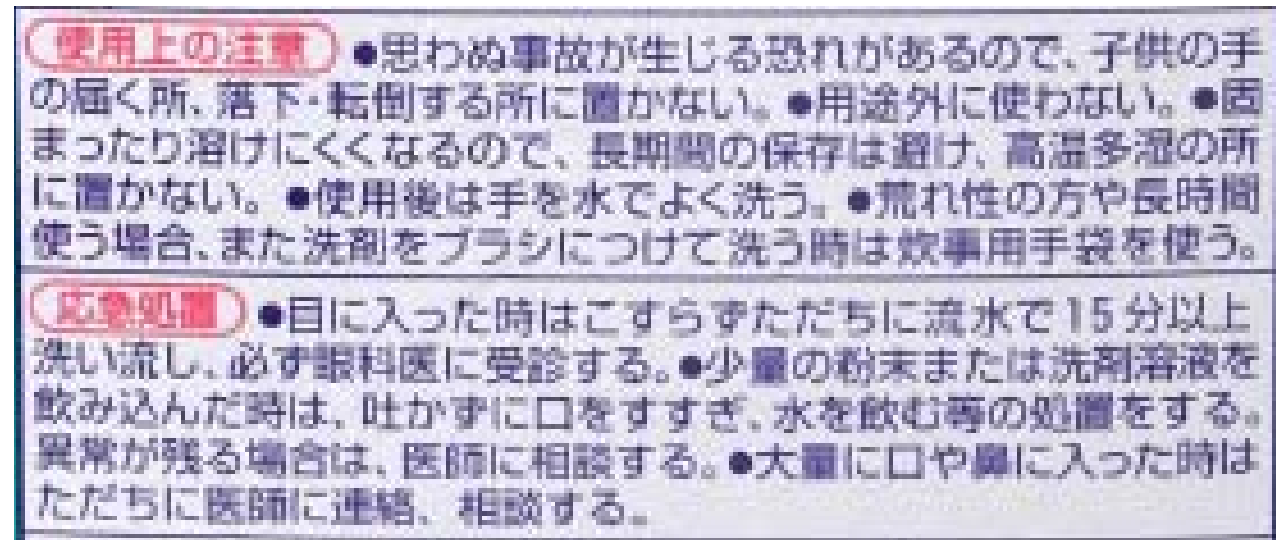 使用上の注意 ●思わぬ事故が生じる恐れがあるので、子供の手
の届く所、落下・転倒する所に置かない。●用途外に使わない。●固
まったり溶けにくくなるので、長期間の保存は避け、高温多湿の所
に置かない。●使用後は手を水でよく洗う。●荒れ性の方や長時間
使う場合、また洗剤をブラシにつけて洗う時は炊事用手袋を使う。
応急処置 ●目に入った時はこすらずただちに流水で15分以上
洗い流し、必ず眼科医に受診する。●少量の粉末または洗剤溶液を
飲み込んだ時は、吐かずに口をすすぎ、水を飲む等の処置をする。
異常が残る場合は、医師に相談する。●大量に口や鼻に入った時は
ただちに医師に連絡、相談する。